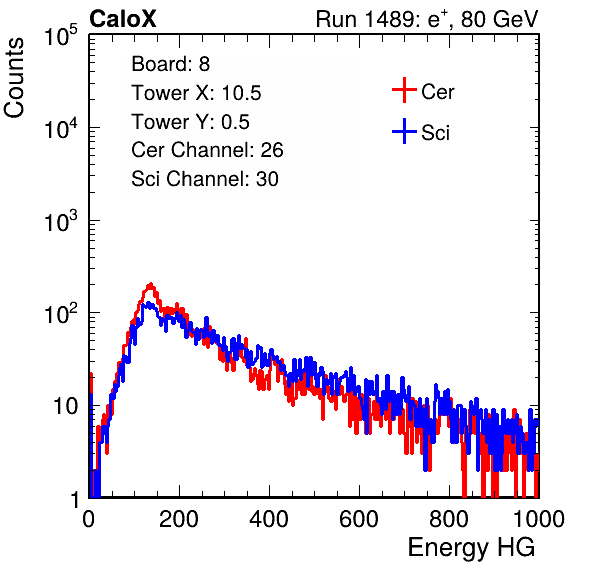 CaloX Run 1489: e⁺, 80 GeV
Counts
Board: 8
Tower X: 10.5
Tower Y: 0.5
Cer Channel: 26
Sci Channel: 30
Cer
Sci
10⁵
10⁴
10³
10²
10
1
0 200 400 600 800 1000
Energy HG